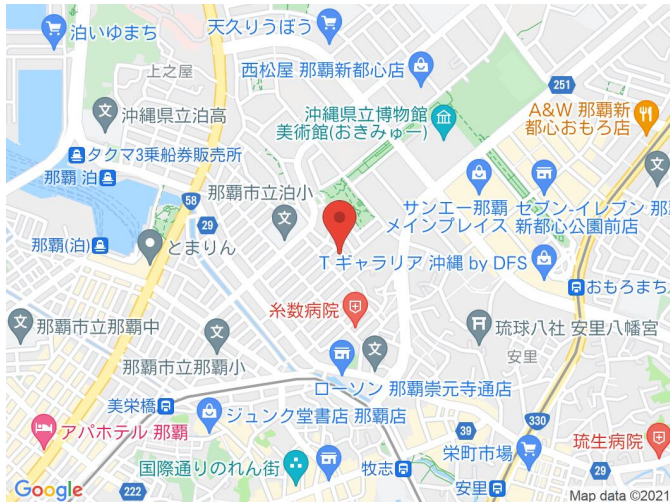 泊いゆまち
天久りうぼう
上之屋
西松屋 那覇新都心店
251
沖縄県立泊高
沖縄県立博物館
美術館(おきみゅー)
A&W 那覇新
都心おもろ店
タクマ3乗船券販売所
那覇 泊
58
那覇市立泊小
29
サンエー那覇
メインプレイス
セブン-イレブン 那
新都心公園前店
那覇(泊)
とまりん
T ギャラリア 沖縄 by DFS
おもろまち
糸数病院
那覇市立那覇中
琉球八社 安里八幡宮
那覇市立那覇小
安里
ローソン 那覇崇元寺通店
美栄橋
ジュンク堂書店 那覇店
330
アパホテル 那覇
39
栄町市場
琉生病院
国際通りのれん街
牧志
29
222
安里
Google
Map data ©202